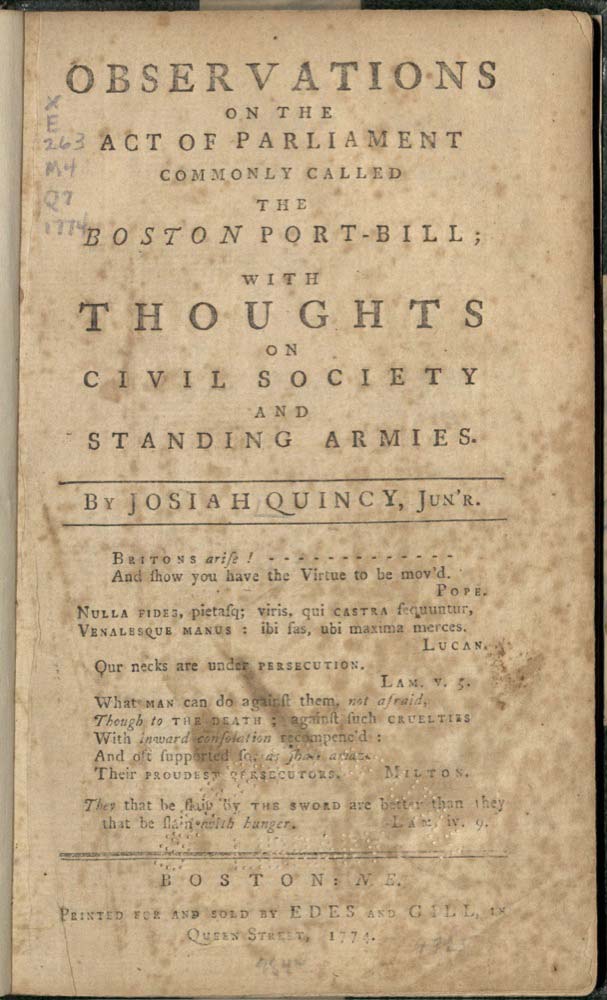 OBSERVATIONS
ON THE
ACT OF PARLIAMENT
COMMONLY CALLED
THE
BOSTON PORT-BILL;
WITH
THOUGHTS
ON
CIVIL SOCIETY
AND
STANDING ARMIES.
X
E
263
M4
Q7
1774
BY JOSIAH QUINCY, JUN'R.
BRITONS ariſe ! - - - - - - - - - - - - -
And ſhow you have the Virtue to be mov'd.
POPE.
NULLA FIDES, pietaſq; viris, qui CASTRA ſequuntur,
VENALESQUE MANUS : ibi fas, ubi maxima merces.
LUCAN.
Our necks are under PERSECUTION.
LAM. v. 5.
What MAN can do againſt them, not afraid,
Though to THE DEATH ; againſt ſuch CRUELTIES
With inward conſolation recompenc'd :
And oft ſupported ſo, as ſhall amaze
Their PROUDEST PERSECUTORS. MILTON.
They that be ſlain by THE SWORD are better than they
that be ſlain with hunger. LAM. iv. 9.
BOSTON: N. E.
PRINTED FOR AND SOLD BY EDES AND GILL, IN
QUEEN STREET, 1774.